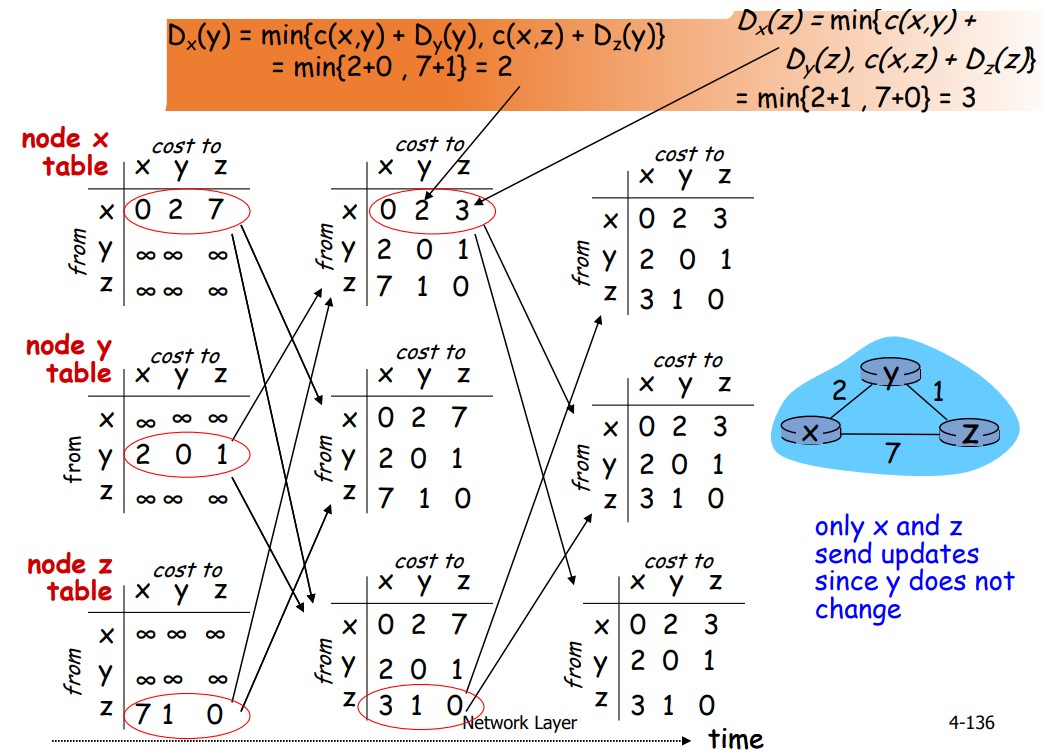 Dx(y) = min{c(x,y) + Dy(y), c(x,z) + Dz(y)}
= min{2+0 , 7+1} = 2
Dx(z) = min{c(x,y) +
Dy(z), c(x,z) + Dz(z)}
= min{2+1 , 7+0} = 3
node x
table
cost to
x y z
from
x 0 2 7
y ∞ ∞ ∞
z ∞ ∞ ∞
cost to
x y z
from
x 0 2 3
y 2 0 1
z 7 1 0
cost to
x y z
from
x 0 2 3
y 2 0 1
z 3 1 0
node y
table
cost to
x y z
from
x ∞ ∞ ∞
y 2 0 1
z ∞ ∞ ∞
cost to
x y z
from
x 0 2 7
y 2 0 1
z 7 1 0
cost to
x y z
from
x 0 2 3
y 2 0 1
z 3 1 0
node z
table
cost to
x y z
from
x ∞ ∞ ∞
y ∞ ∞ ∞
z 7 1 0
cost to
x y z
from
x 0 2 7
y 2 0 1
z 3 1 0
cost to
x y z
from
x 0 2 3
y 2 0 1
z 3 1 0
y
2
1
x
z
7
only x and z
send updates
since y does not
change
Network Layer
4-136
time